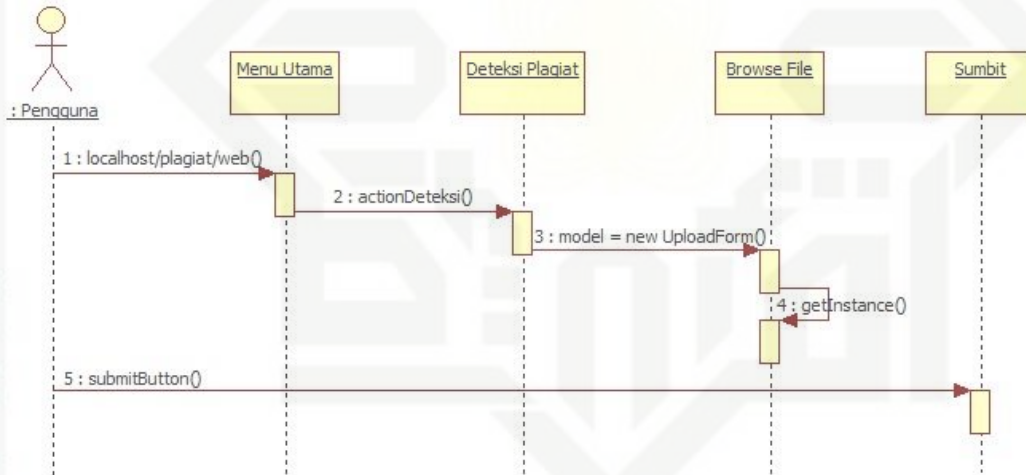 : Pengguna
Menu Utama
Deteksi Plagiat
Browse File
Sumbit
1 : localhost/plagiat/web()
2 : actionDeteksi()
3 : model = new UploadForm()
4 : getInstance()
5 : submitButton()